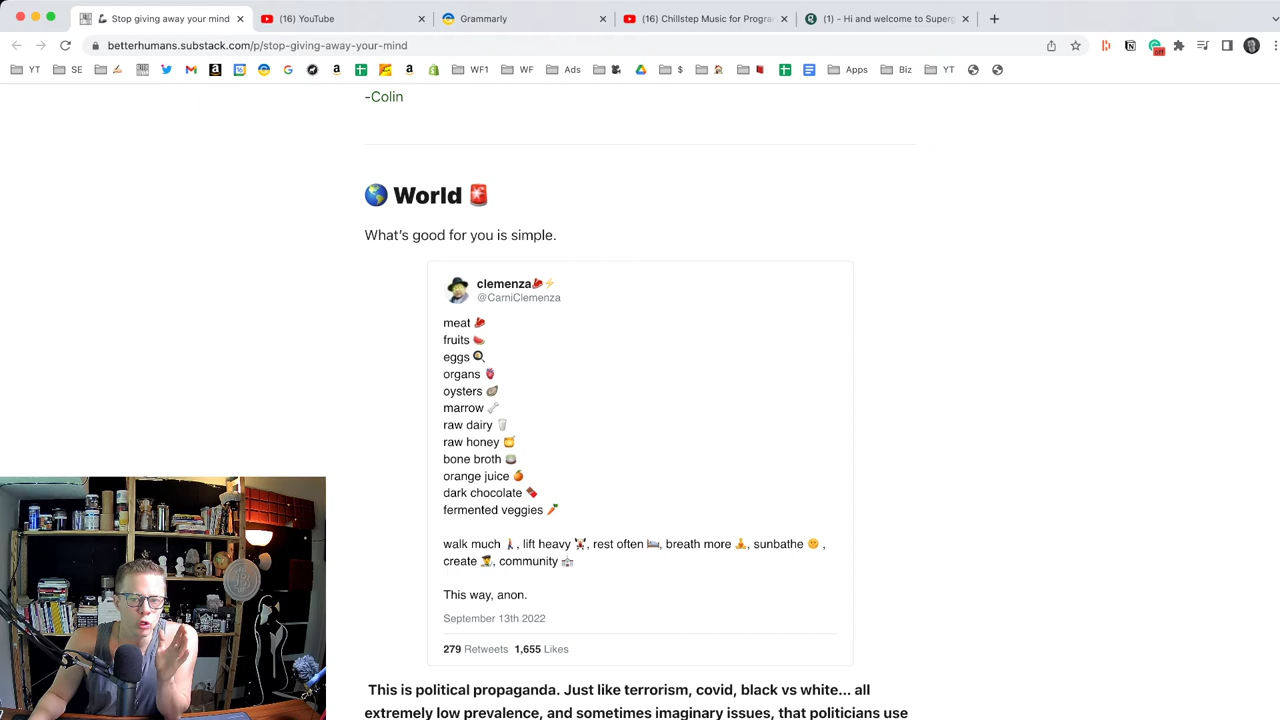 Stop giving away your mind
(16) YouTube
Grammarly
(16) Chillstep Music for Progra
(1) - Hi and welcome to Superg
betterhumans.substack.com/p/stop-giving-away-your-mind
off
YT
SE
WF1
WF
Ads
$
Apps
Biz
YT
-Colin
🌎 World 🚨
What's good for you is simple.
clemenza🥩⚡
@CarniClemenza
meat 🥩
fruits 🍉
eggs 🍳
organs 🫀
oysters 🦪
marrow 🦴
raw dairy 🥛
raw honey 🍯
bone broth 🍲
orange juice 🍊
dark chocolate 🍫
fermented veggies 🥕
walk much 🚶, lift heavy 🏋, rest often 🛌, breath more 🧘, sunbathe 🌞 ,
create 👨‍🎨, community 🏘
This way, anon.
September 13th 2022
279 Retweets 1,655 Likes
This is political propaganda. Just like terrorism, covid, black vs white... all
extremely low prevalence, and sometimes imaginary issues, that politicians use